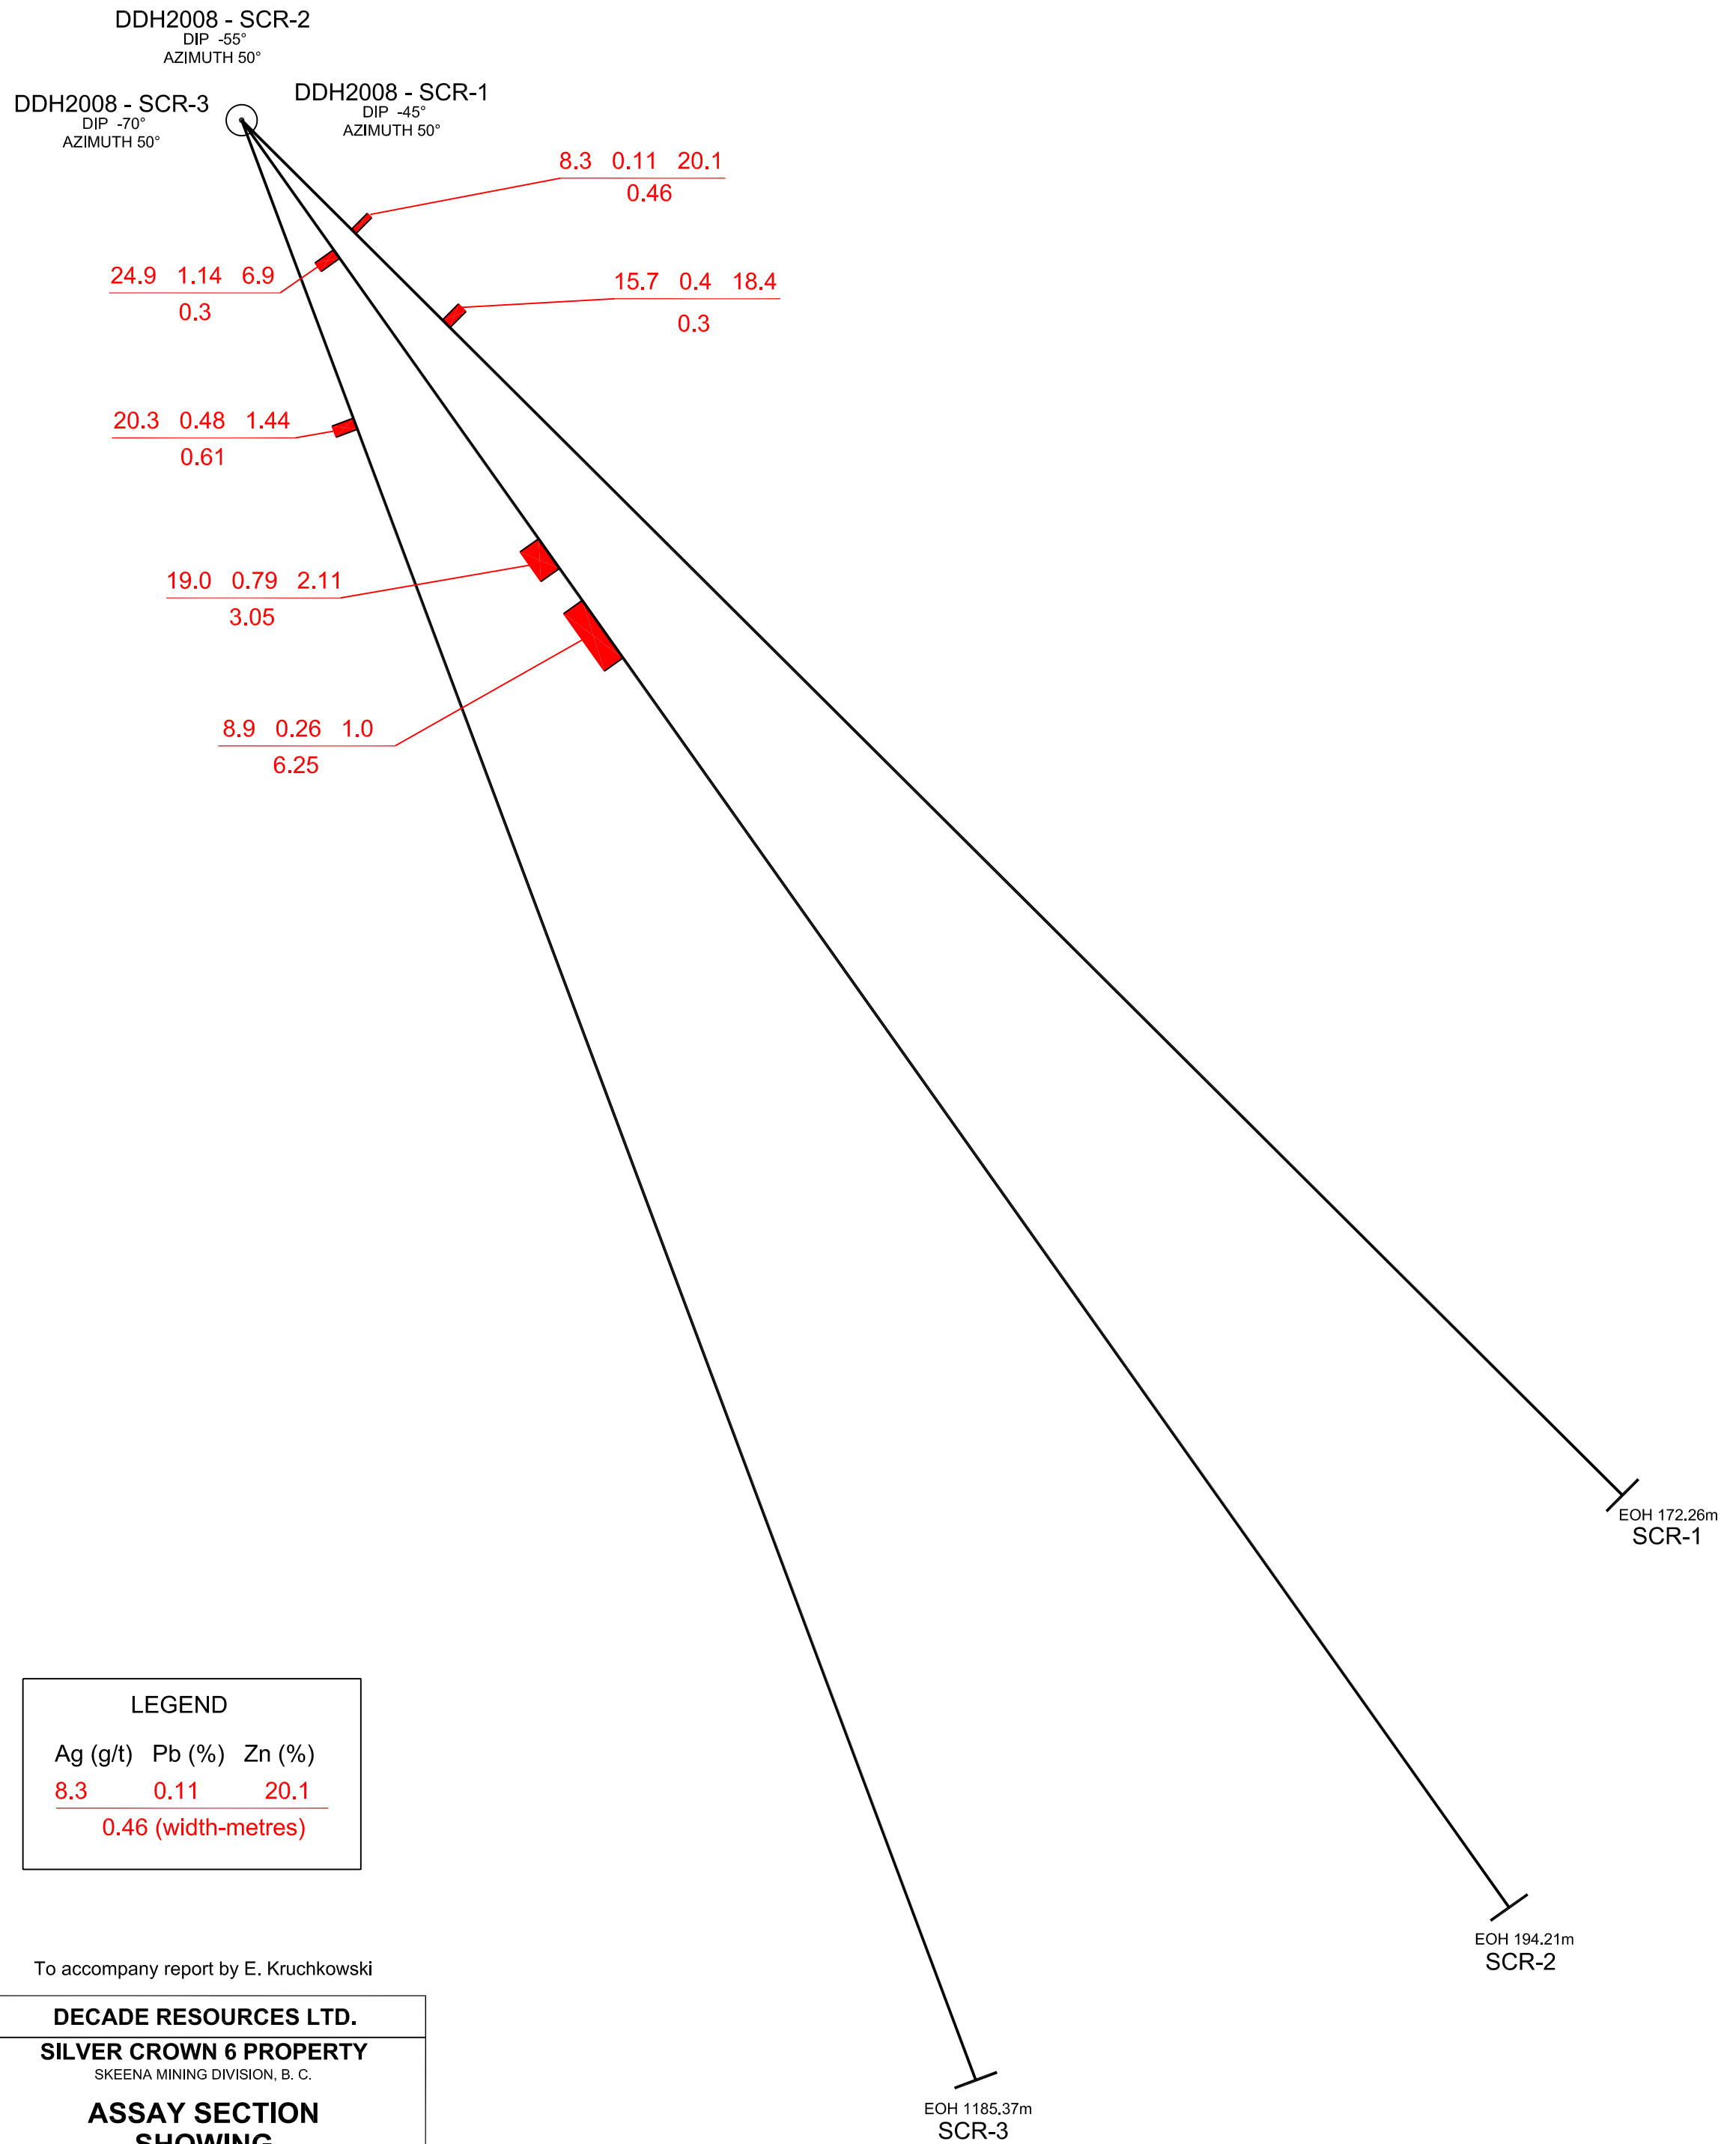 DDH2008 - SCR-2
DIP -55°
AZIMUTH 50°
DDH2008 - SCR-3
DIP -70°
AZIMUTH 50°
DDH2008 - SCR-1
DIP -45°
AZIMUTH 50°
8.3 0.11 20.1
0.46
24.9 1.14 6.9
0.3
15.7 0.4 18.4
0.3
20.3 0.48 1.44
0.61
19.0 0.79 2.11
3.05
8.9 0.26 1.0
6.25
EOH 172.26m
SCR-1
LEGEND
Ag (g/t) Pb (%) Zn (%)
8.3 0.11 20.1
0.46 (width-metres)
EOH 194.21m
SCR-2
To accompany report by E. Kruchkowski
DECADE RESOURCES LTD.
SILVER CROWN 6 PROPERTY
SKEENA MINING DIVISION, B. C.
ASSAY SECTION
SHOWING
EOH 1185.37m
SCR-3